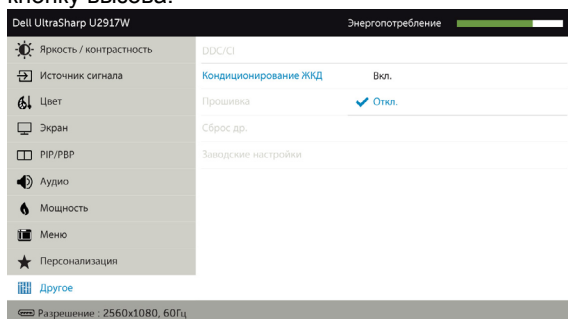 кнопку вызова.
Dell UltraSharp U2917W Энергопотребление
Яркость / контрастность DDC/CI
Источник сигнала Кондиционирование ЖКД Вкл.
Цвет Прошивка Откл.
Экран Сброс др.
PIP/PBP Заводские настройки
Аудио
Мощность
Меню
Персонализация
Другое
Разрешение : 2560x1080, 60Гц